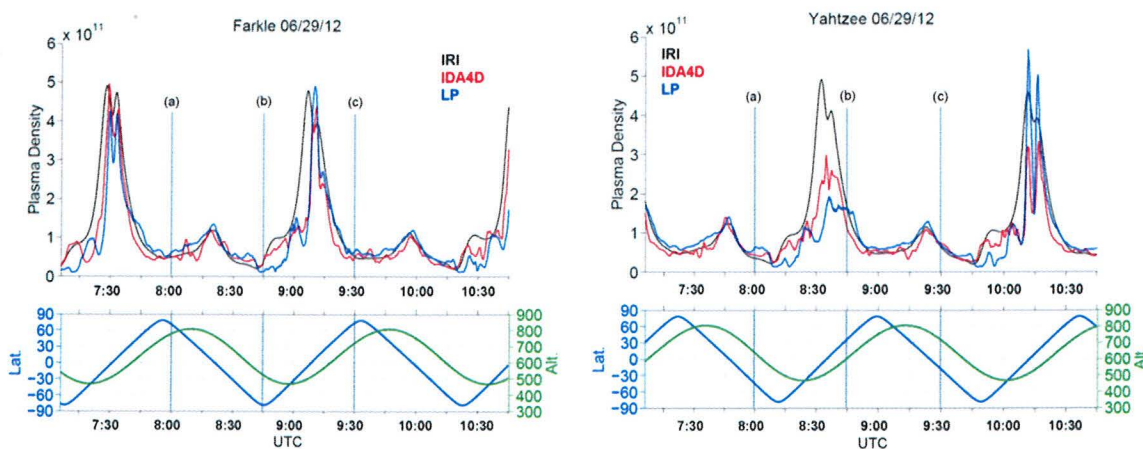 Farkle 06/29/12
× 10¹¹
6
5
4
3
2
1
0
Plasma Density
IRI
IDA4D
LP
(a)
(b)
(c)
7:30 8:00 8:30 9:00 9:30 10:00 10:30
90
60
30
0
−30
−60
−90
Lat.
900
800
700
600
500
400
300
Alt.
7:30 8:00 8:30 9:00 9:30 10:00 10:30
UTC
Yahtzee 06/29/12
× 10¹¹
6
5
4
3
2
1
0
Plasma Density
IRI
IDA4D
LP
(a)
(b)
(c)
7:30 8:00 8:30 9:00 9:30 10:00 10:30
90
60
30
0
−30
−60
−90
Lat.
900
800
700
600
500
400
300
Alt.
7:30 8:00 8:30 9:00 9:30 10:00 10:30
UTC